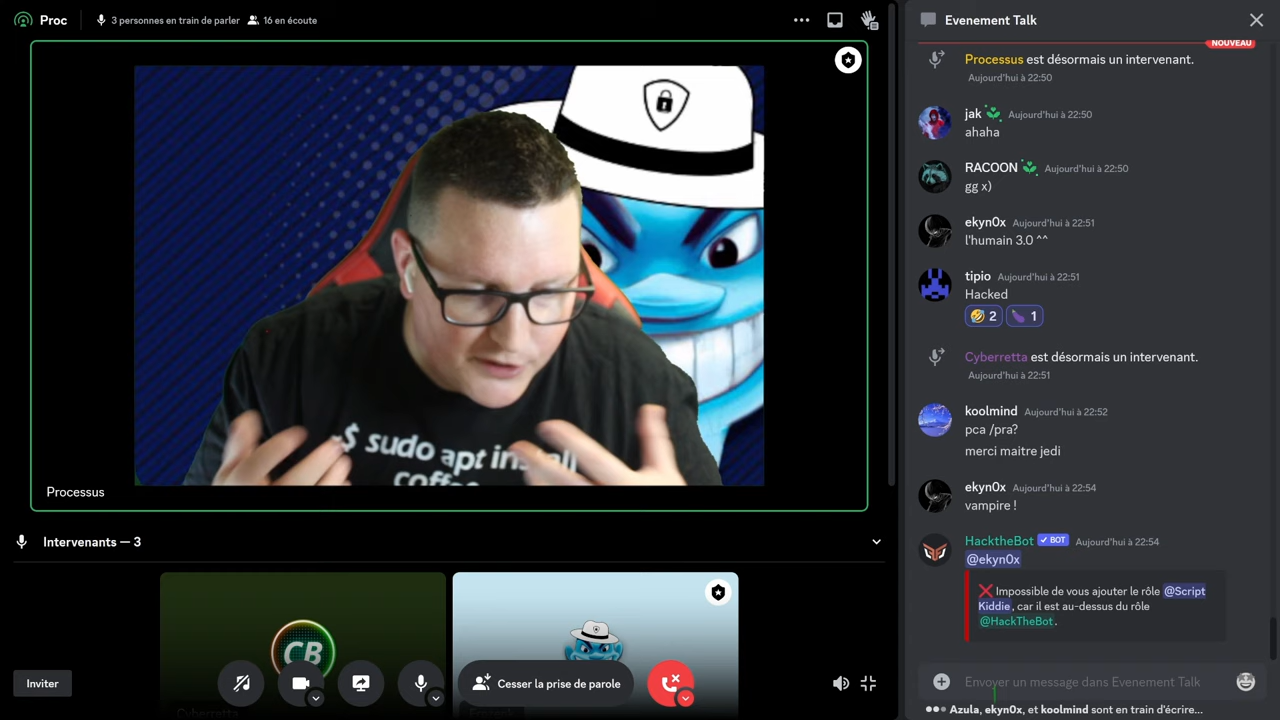 Proc
3 personnes en train de parler
16 en écoute
Evenement Talk
NOUVEAU
Processus est désormais un intervenant.
Aujourd'hui à 22:50
jak Aujourd'hui à 22:50
ahaha
RACOON Aujourd'hui à 22:50
gg x)
ekyn0x Aujourd'hui à 22:51
l'humain 3.0 ^^
tipio Aujourd'hui à 22:51
Hacked
2
1
Cyberretta est désormais un intervenant.
Aujourd'hui à 22:51
koolmind Aujourd'hui à 22:52
pca /pra?
merci maitre jedi
ekyn0x Aujourd'hui à 22:54
vampire !
HacktheBot BOT Aujourd'hui à 22:54
@ekyn0x
Impossible de vous ajouter le rôle @Script
Kiddie, car il est au-dessus du rôle
@HackTheBot.
Envoyer un message dans Evenement Talk
Azula, ekyn0x, et koolmind sont en train d'écrire...
~$ sudo apt install
Processus
Intervenants — 3
CB
Cyberretta
Inviter
Cesser la prise de parole